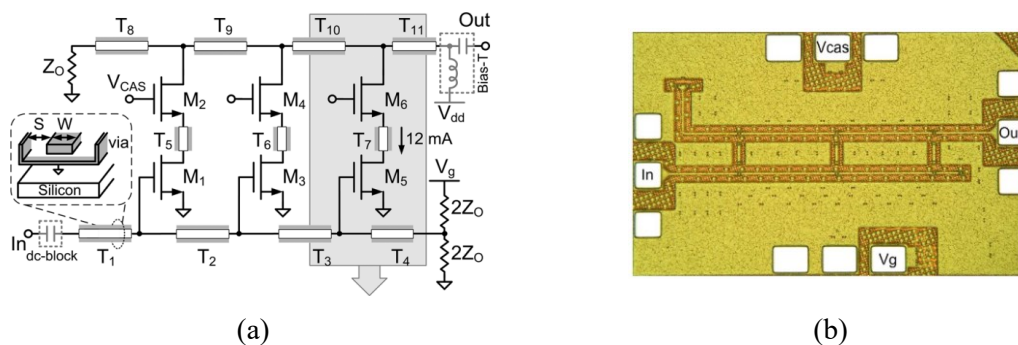 T8
T9
T10
T11
Out
ZO
VCAS
M2
M4
M6
Bias-T
Vdd
S
W
via
T5
T6
T7
12 mA
M1
M3
M5
Vg
Silicon
2ZO
In
dc-block
T1
T2
T3
T4
2ZO
(a)
Vcas
Out
In
Vg
(b)